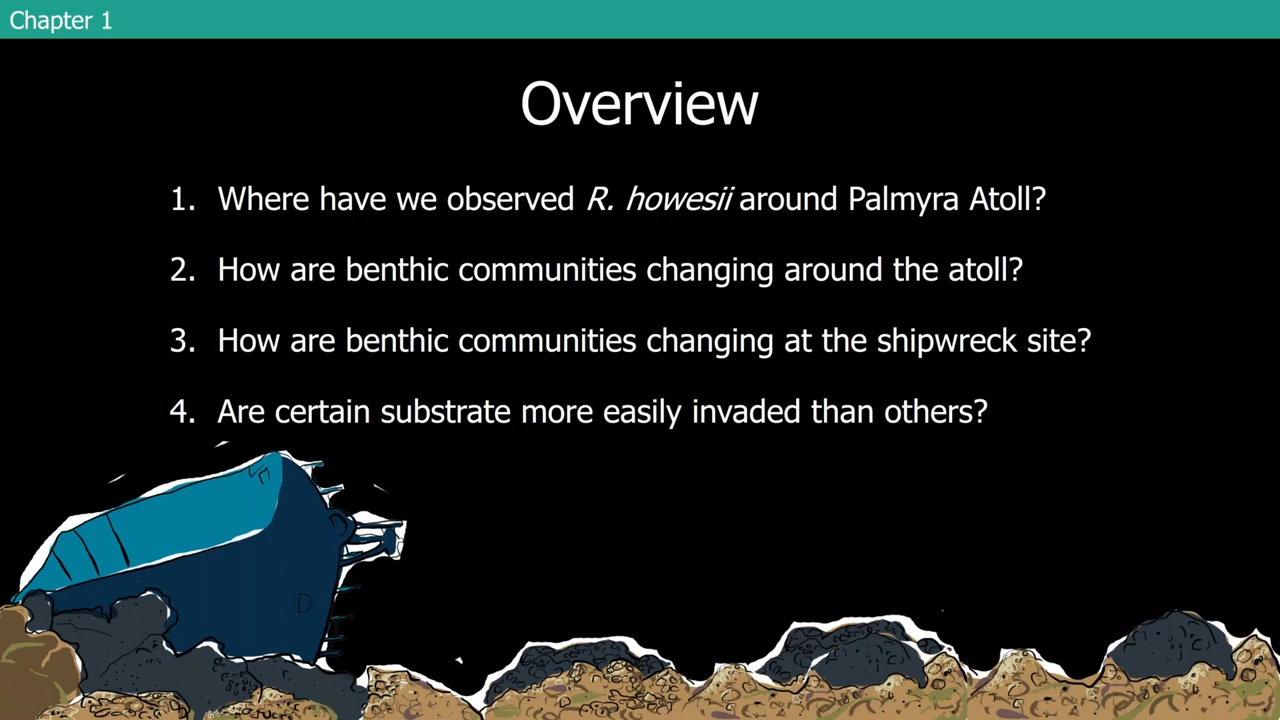 Chapter 1
Overview
1. Where have we observed R. howesii around Palmyra Atoll?
2. How are benthic communities changing around the atoll?
3. How are benthic communities changing at the shipwreck site?
4. Are certain substrate more easily invaded than others?